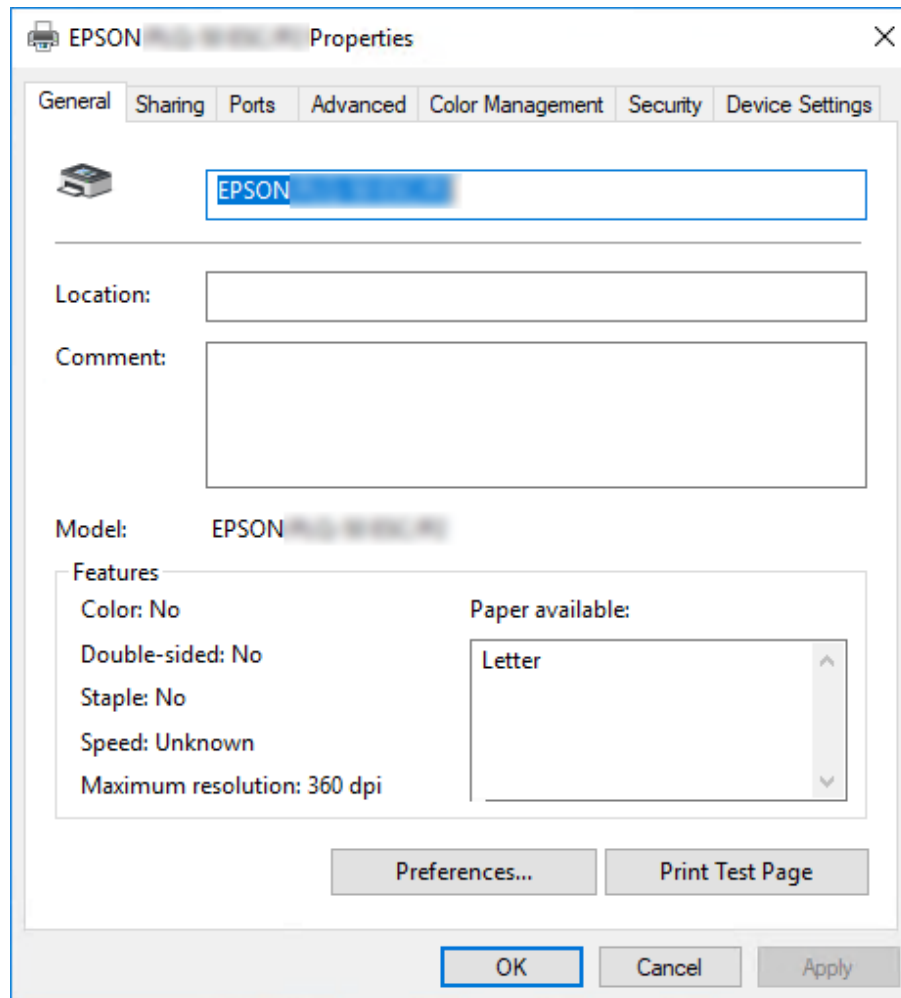 EPSON Properties
General Sharing Ports Advanced Color Management Security Device Settings
EPSON
Location:
Comment:
Model: EPSON
Features
Color: No
Paper available:
Double-sided: No
Letter
Staple: No
Speed: Unknown
Maximum resolution: 360 dpi
Preferences... Print Test Page
OK Cancel Apply